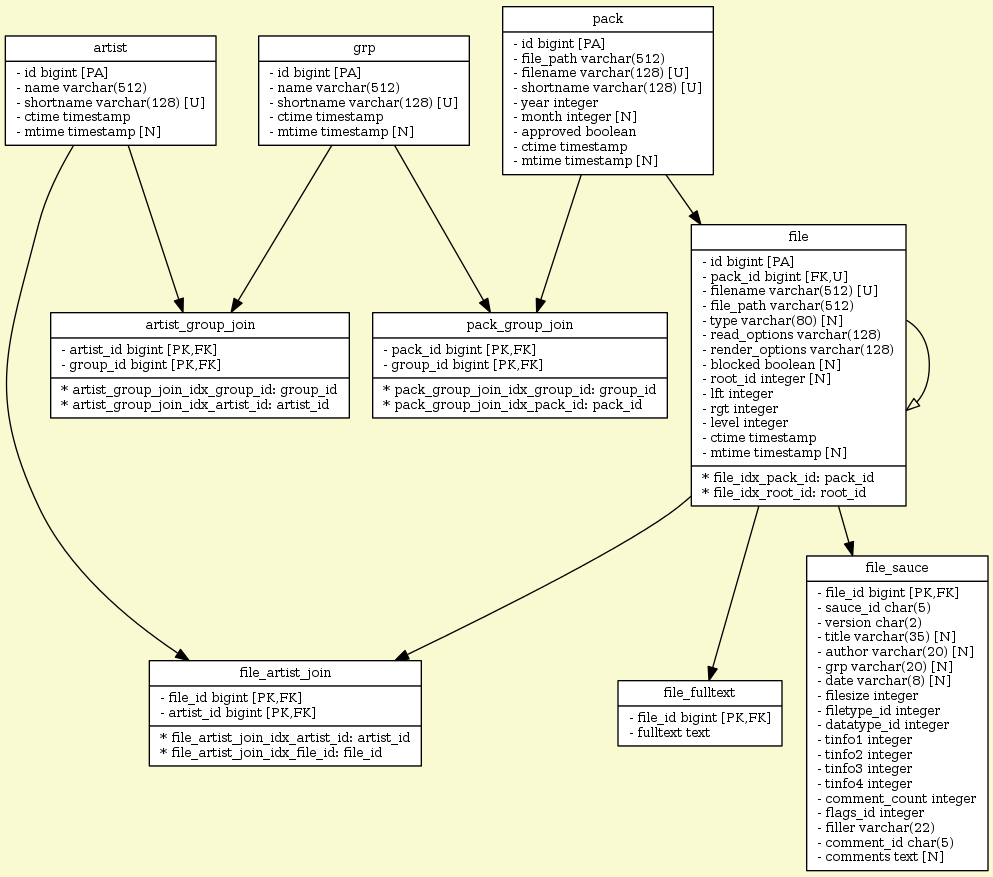 artist
- id bigint [PA]
- name varchar(512)
- shortname varchar(128) [U]
- ctime timestamp
- mtime timestamp [N]
grp
- id bigint [PA]
- name varchar(512)
- shortname varchar(128) [U]
- ctime timestamp
- mtime timestamp [N]
pack
- id bigint [PA]
- file_path varchar(512)
- filename varchar(128) [U]
- shortname varchar(128) [U]
- year integer
- month integer [N]
- approved boolean
- ctime timestamp
- mtime timestamp [N]
file
- id bigint [PA]
- pack_id bigint [FK,U]
- filename varchar(512) [U]
- file_path varchar(512)
- type varchar(80) [N]
- read_options varchar(128)
- render_options varchar(128)
- blocked boolean [N]
- root_id integer [N]
- lft integer
- rgt integer
- level integer
- ctime timestamp
- mtime timestamp [N]
* file_idx_pack_id: pack_id
* file_idx_root_id: root_id
artist_group_join
- artist_id bigint [PK,FK]
- group_id bigint [PK,FK]
* artist_group_join_idx_group_id: group_id
* artist_group_join_idx_artist_id: artist_id
pack_group_join
- pack_id bigint [PK,FK]
- group_id bigint [PK,FK]
* pack_group_join_idx_group_id: group_id
* pack_group_join_idx_pack_id: pack_id
file_artist_join
- file_id bigint [PK,FK]
- artist_id bigint [PK,FK]
* file_artist_join_idx_artist_id: artist_id
* file_artist_join_idx_file_id: file_id
file_fulltext
- file_id bigint [PK,FK]
- fulltext text
file_sauce
- file_id bigint [PK,FK]
- sauce_id char(5)
- version char(2)
- title varchar(35) [N]
- author varchar(20) [N]
- grp varchar(20) [N]
- date varchar(8) [N]
- filesize integer
- filetype_id integer
- datatype_id integer
- tinfo1 integer
- tinfo2 integer
- tinfo3 integer
- tinfo4 integer
- comment_count integer
- flags_id integer
- filler varchar(22)
- comment_id char(5)
- comments text [N]